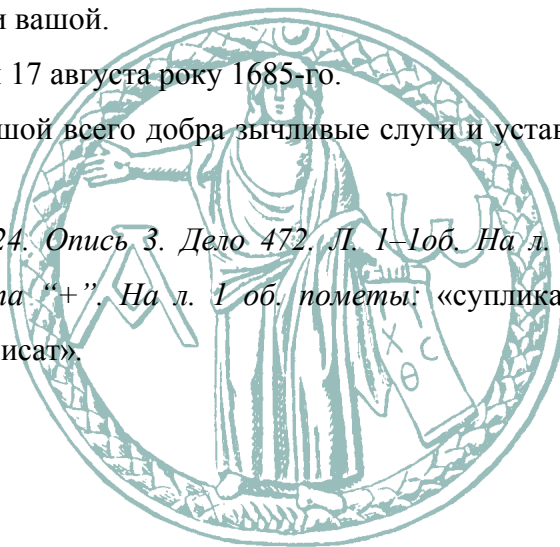 и вашой.
17 августа року 1685-го.
шой всего добра зычливые слуги и устав
24. Опись 3. Дело 472. Л. 1–1об. На л.
та “+”. На л. 1 об. пометы: «суплика
исат».
Χ С
Θ